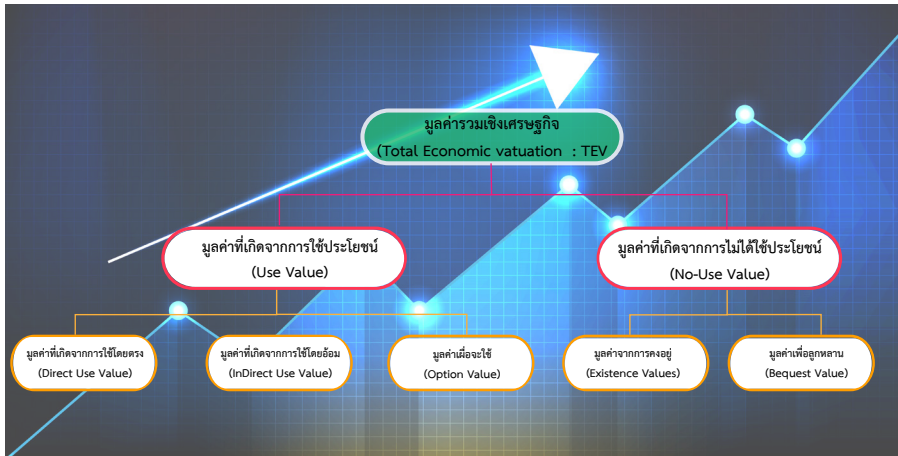 มูลค่ารวมเชิงเศรษฐกิจ
(Total Economic vatuation : TEV
มูลค่าที่เกิดจากการใช้ประโยชน์
(Use Value)
มูลค่าที่เกิดจากการไม่ได้ใช้ประโยชน์
(No-Use Value)
มูลค่าที่เกิดจากการใช้โดยตรง
(Direct Use Value)
มูลค่าที่เกิดจากการใช้โดยอ้อม
(InDirect Use Value)
มูลค่าเผื่อจะใช้
(Option Value)
มูลค่าจากการคงอยู่
(Existence Values)
มูลค่าเพื่อลูกหลาน
(Bequest Value)